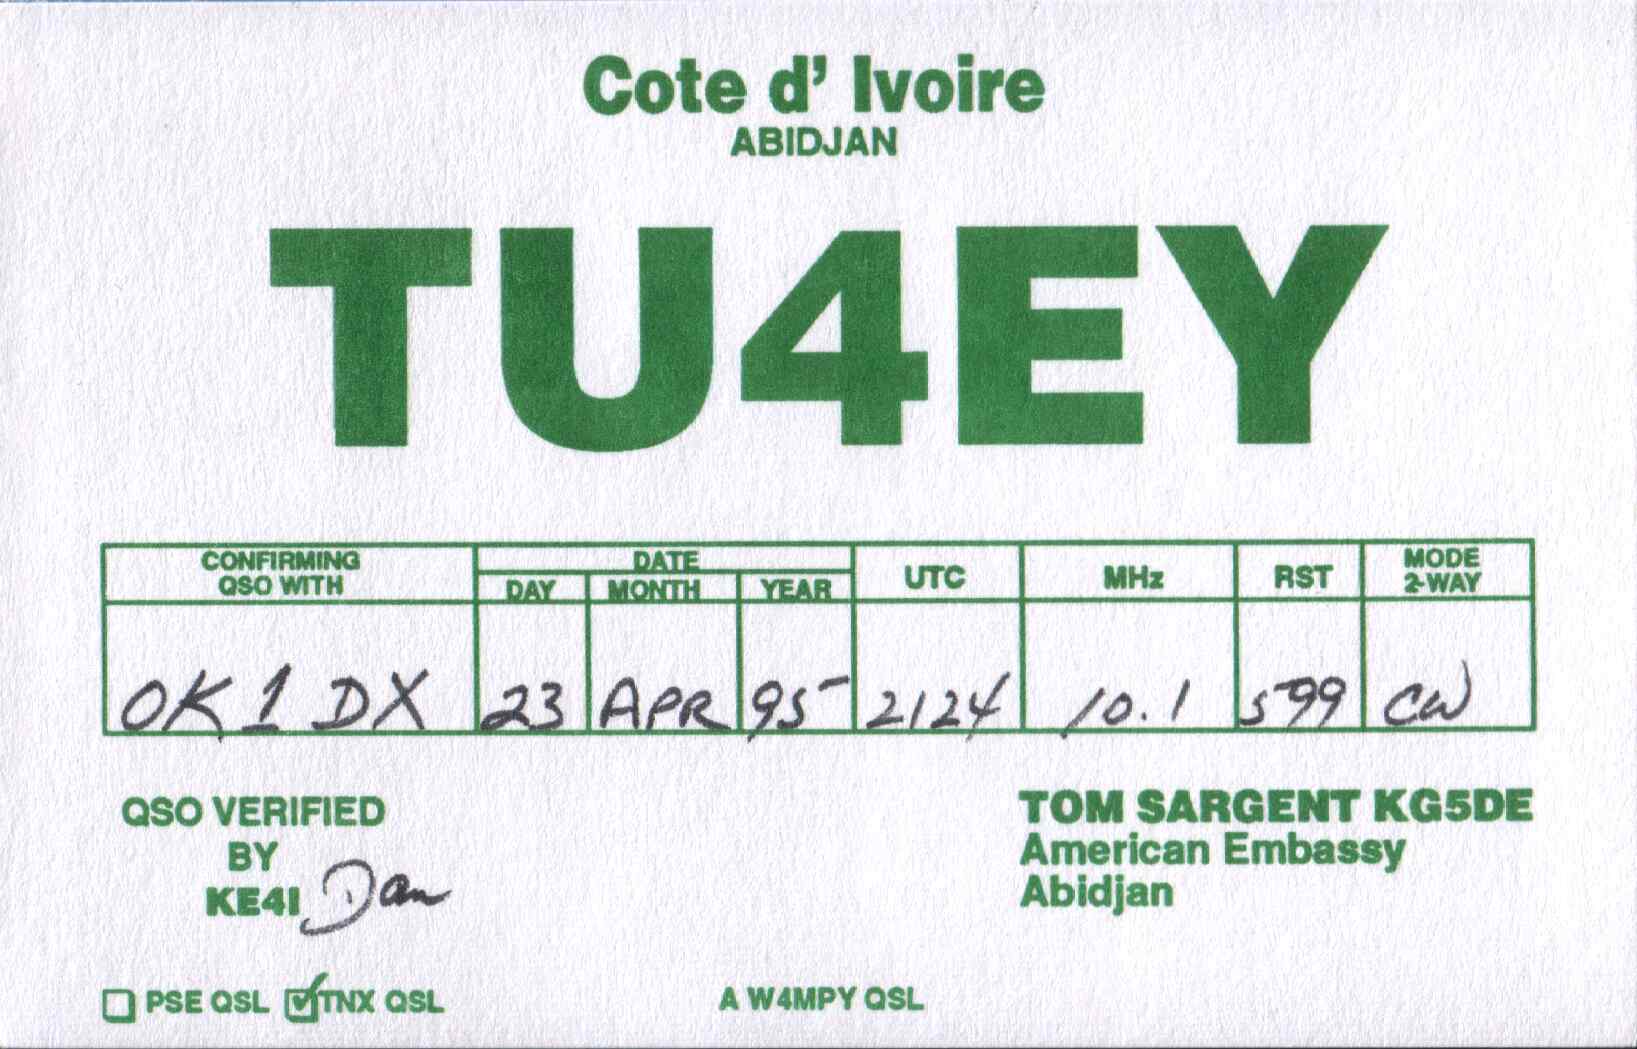 Cote d' Ivoire
ABIDJAN
TU4EY
CONFIRMING QSO WITH DATE DAY MONTH YEAR UTC MHz RST MODE 2-WAY
OK1DX 23 APR 95 2124 10.1 599 CW
QSO VERIFIED
BY
KE4I Dan
TOM SARGENT KG5DE
American Embassy
Abidjan
PSE QSL TNX QSL
A W4MPY QSL